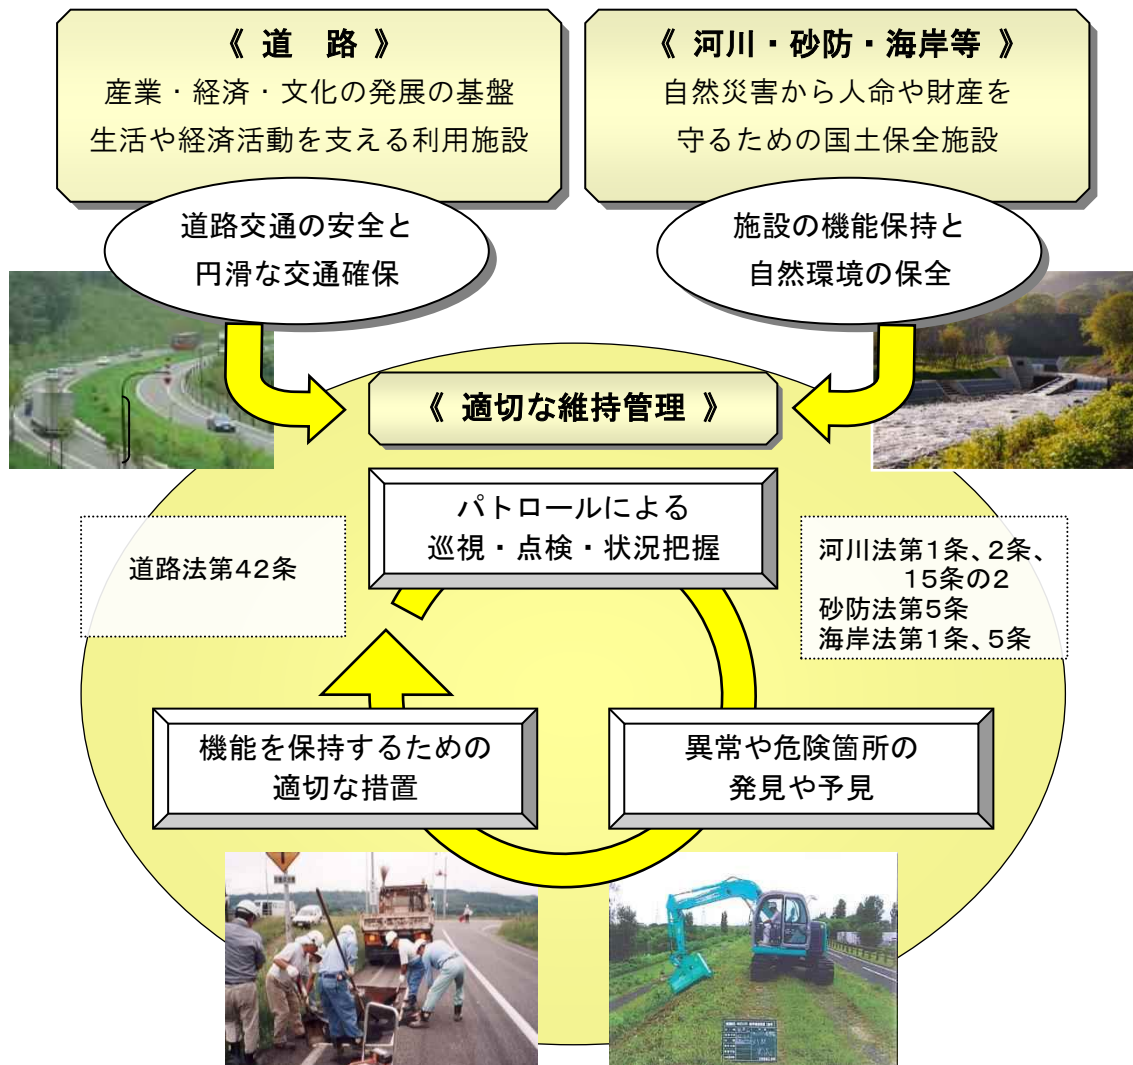 《 道　路 》
産業・経済・文化の発展の基盤
生活や経済活動を支える利用施設
《 河川・砂防・海岸等 》
自然災害から人命や財産を
守るための国土保全施設
道路交通の安全と
円滑な交通確保
施設の機能保持と
自然環境の保全
《 適切な維持管理 》
パトロールによる
巡視・点検・状況把握
道路法第42条
河川法第1条、2条、
15条の2
砂防法第5条
海岸法第1条、5条
機能を保持するための
適切な措置
異常や危険箇所の
発見や予見